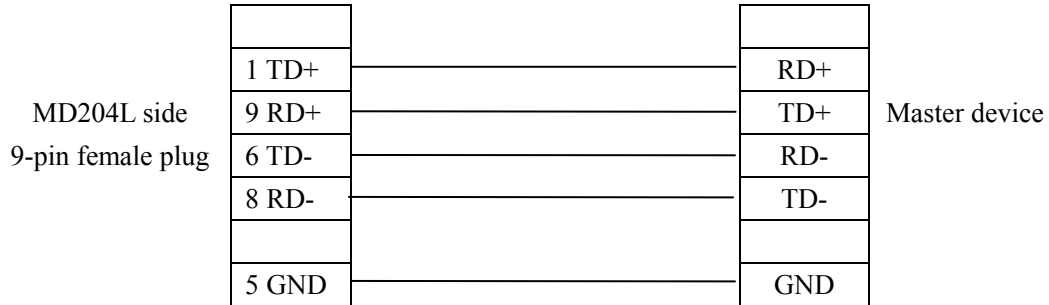 1 TD+ RD+
MD204L side 9 RD+ TD+ Master device
9-pin female plug 6 TD- RD-
8 RD- TD-
5 GND GND